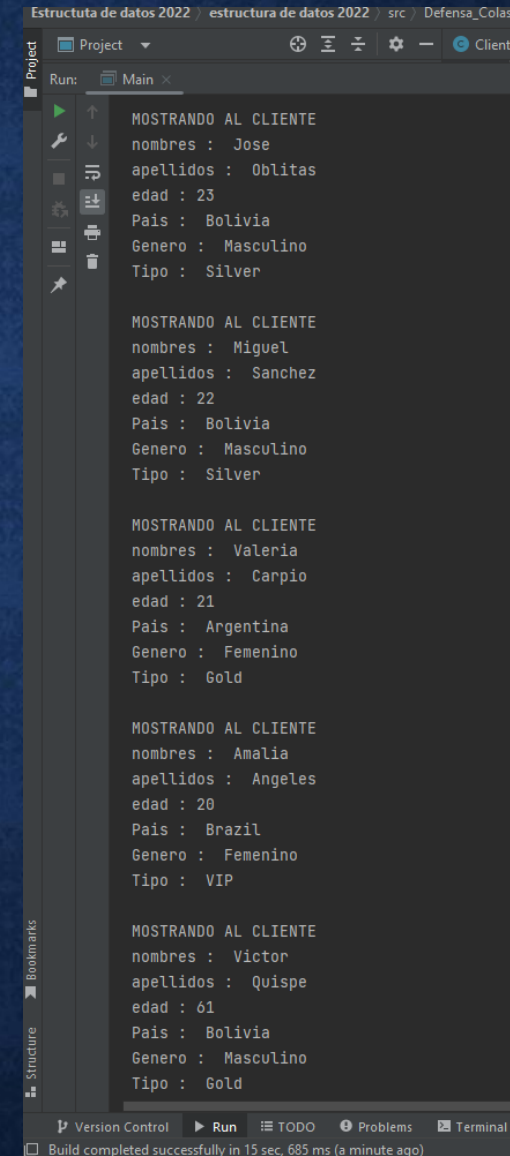 Estructuta de datos 2022 〉 estructura de datos 2022 〉 src 〉 Defensa_Colas
Project
Client
Project
Run: Main ×
MOSTRANDO AL CLIENTE
nombres : Jose
apellidos : Oblitas
edad : 23
Pais : Bolivia
Genero : Masculino
Tipo : Silver
MOSTRANDO AL CLIENTE
nombres : Miguel
apellidos : Sanchez
edad : 22
Pais : Bolivia
Genero : Masculino
Tipo : Silver
MOSTRANDO AL CLIENTE
nombres : Valeria
apellidos : Carpio
edad : 21
Pais : Argentina
Genero : Femenino
Tipo : Gold
MOSTRANDO AL CLIENTE
nombres : Amalia
apellidos : Angeles
edad : 20
Pais : Brazil
Genero : Femenino
Tipo : VIP
MOSTRANDO AL CLIENTE
nombres : Victor
apellidos : Quispe
edad : 61
Pais : Bolivia
Genero : Masculino
Tipo : Gold
Bookmarks
Structure
Version Control Run TODO Problems Terminal
Build completed successfully in 15 sec, 685 ms (a minute ago)